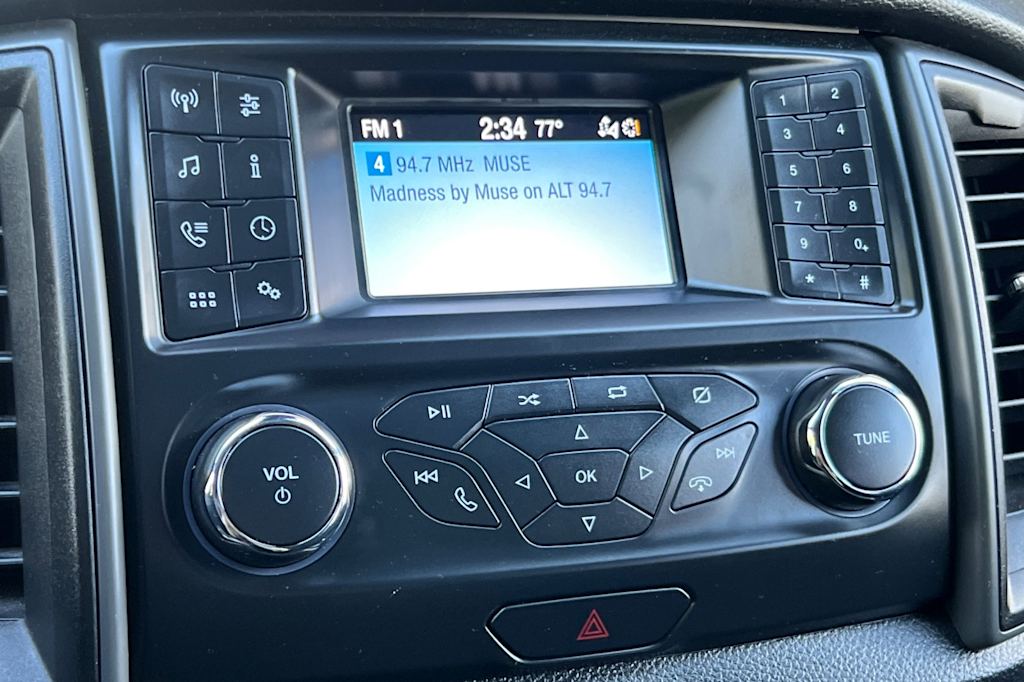 FM 1 2:34 77°
4 94.7 MHz MUSE
Madness by Muse on ALT 94.7
1 2
3 4
5 6
7 8
9 0+
* #
VOL
OK
TUNE